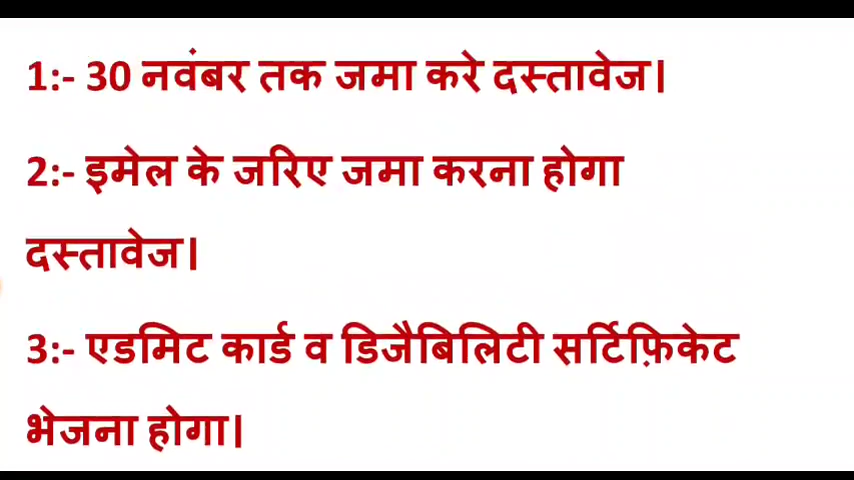 1:- 30 नवंबर तक जमा करे दस्तावेज।
2:- इमेल के जरिए जमा करना होगा
दस्तावेज।
3:- एडमिट कार्ड व डिजैबिलिटी सर्टिफ़िकेट
भेजना होगा।